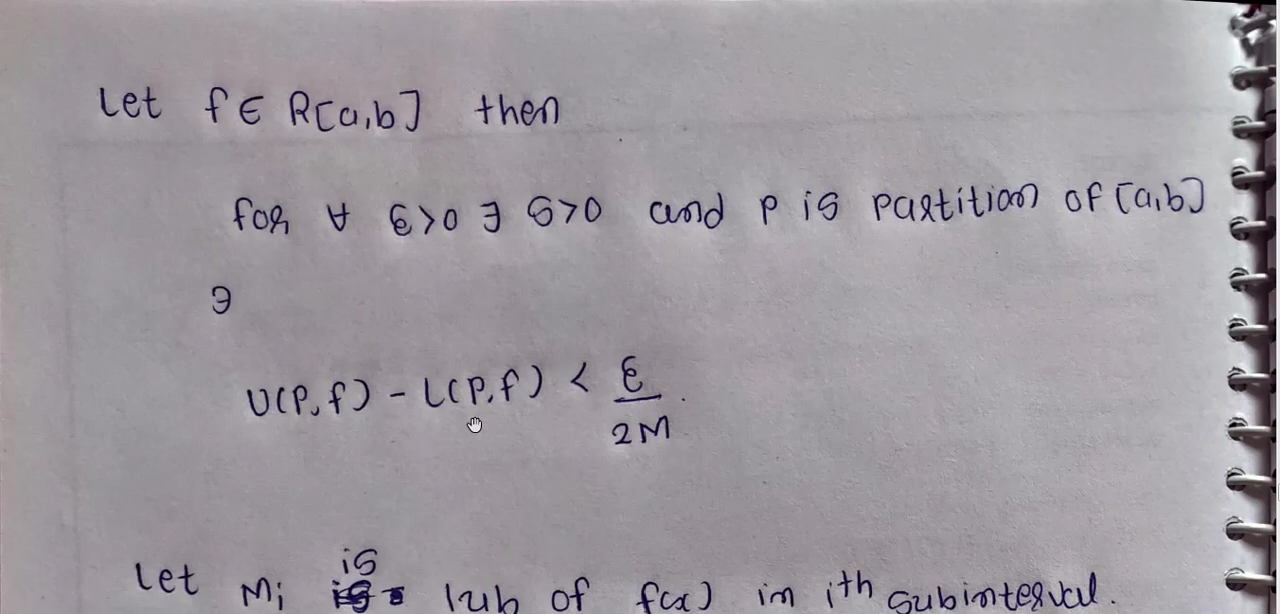 Let f ∈ R[a,b] then
for ∀ ε>0 ∃ δ>0 and P is partition of [a,b]
∋
U(P,f) - L(P,f) < ε/2M.
Let Mi is lub of f(x) in ith subinterval.